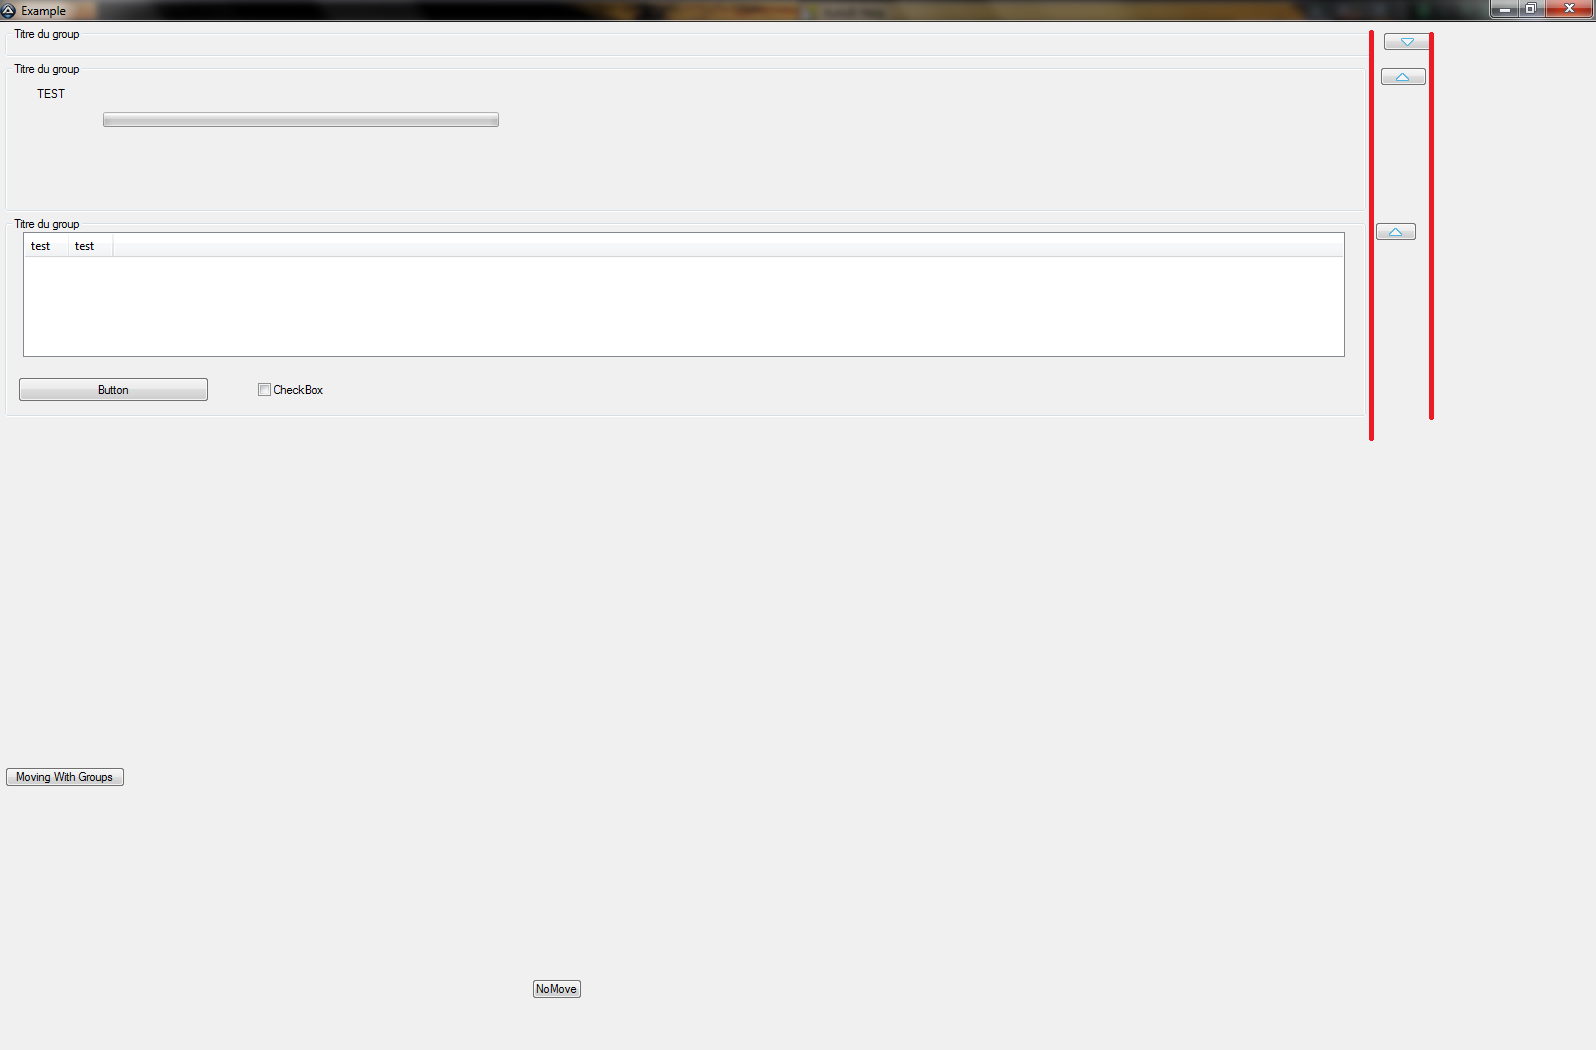 Example
Titre du group
Titre du group
TEST
Titre du group
test test
Button CheckBox
Moving With Groups
NoMove